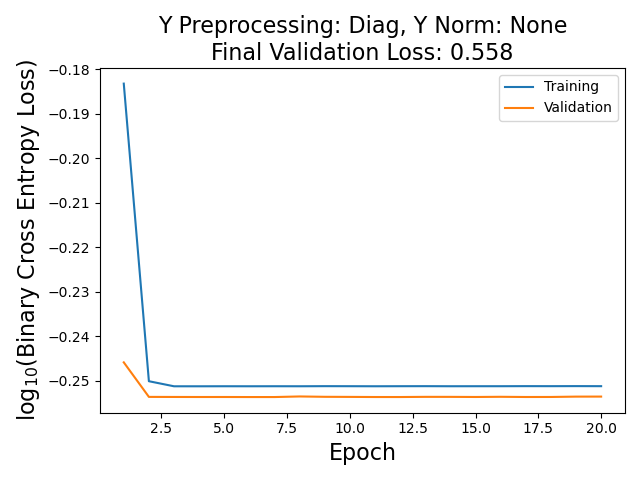 Y Preprocessing: Diag, Y Norm: None
Final Validation Loss: 0.558
Training
Validation
log₁₀(Binary Cross Entropy Loss)
−0.18
−0.19
−0.20
−0.21
−0.22
−0.23
−0.24
−0.25
2.5 5.0 7.5 10.0 12.5 15.0 17.5 20.0
Epoch